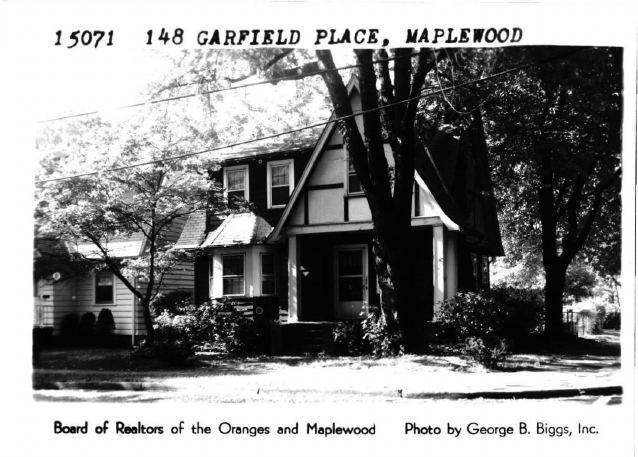 15071 148 GARFIELD PLACE, MAPLEWOOD
Board of Realtors of the Oranges and Maplewood Photo by George B. Biggs, Inc.